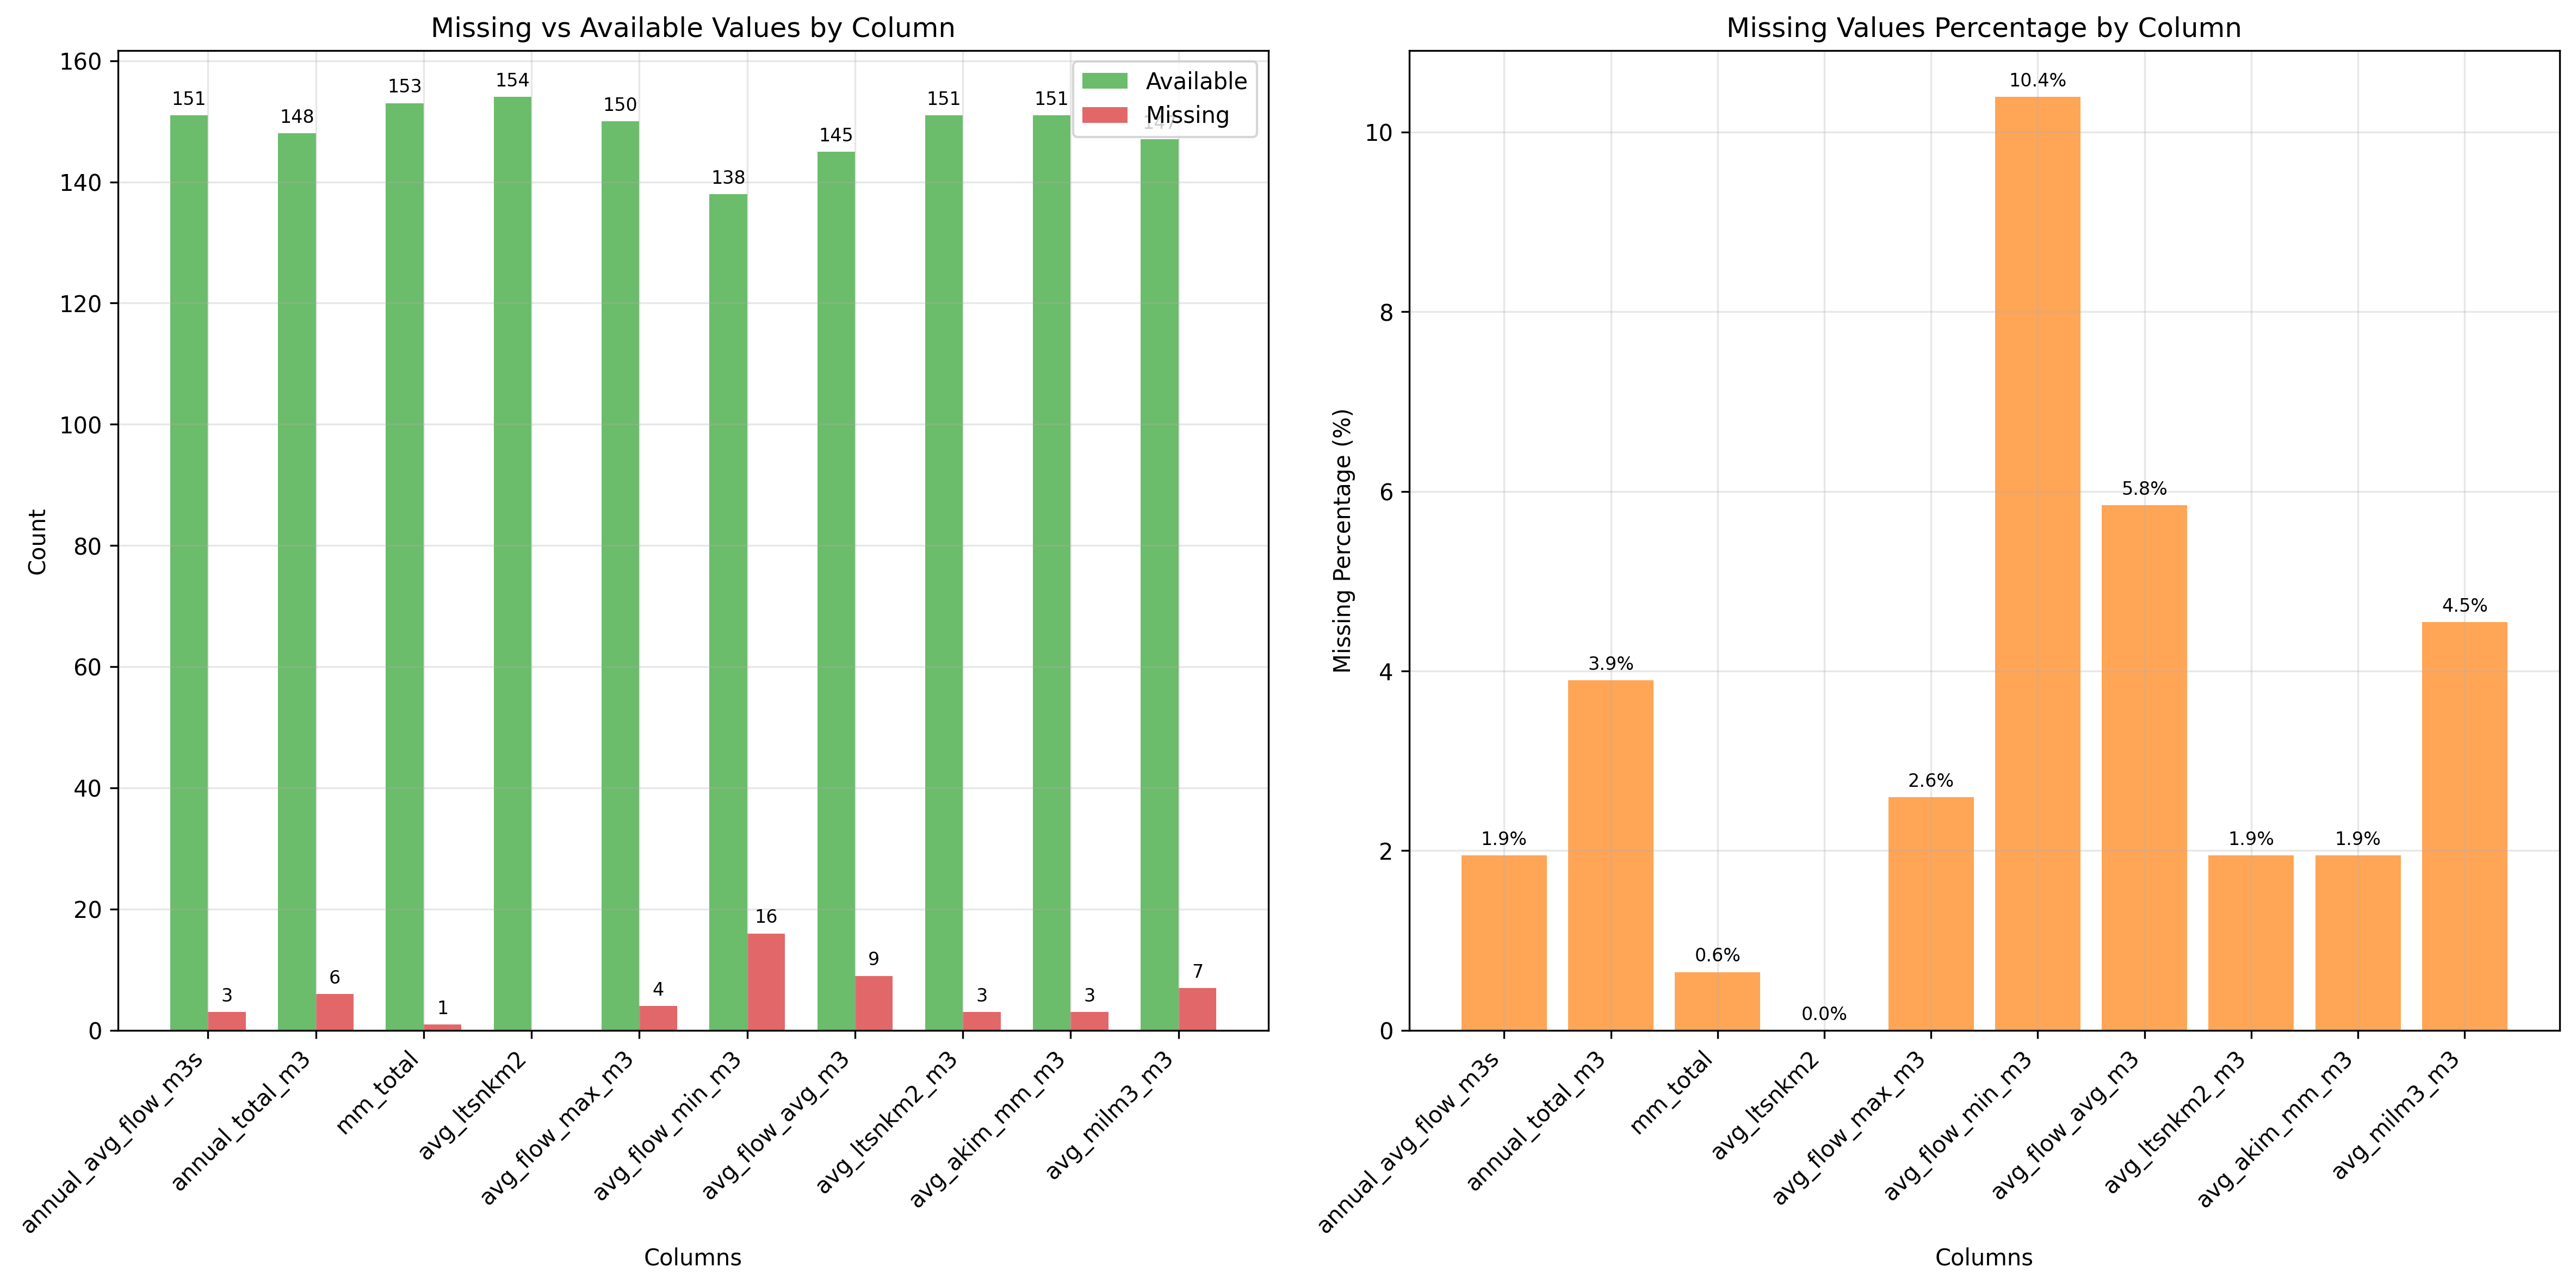 Missing vs Available Values by Column
Count
160
140
120
100
80
60
40
20
0
151
148
153
154
150
138
145
151
151
147
3
6
1
4
16
9
3
3
7
Available
Missing
annual_avg_flow_m3s
annual_total_m3
mm_total
avg_ltsnkm2
avg_flow_max_m3
avg_flow_min_m3
avg_flow_avg_m3
avg_ltsnkm2_m3
avg_akim_mm_m3
avg_milm3_m3
Columns
Missing Values Percentage by Column
Missing Percentage (%)
10
8
6
4
2
0
1.9%
3.9%
0.6%
0.0%
2.6%
10.4%
5.8%
1.9%
1.9%
4.5%
annual_avg_flow_m3s
annual_total_m3
mm_total
avg_ltsnkm2
avg_flow_max_m3
avg_flow_min_m3
avg_flow_avg_m3
avg_ltsnkm2_m3
avg_akim_mm_m3
avg_milm3_m3
Columns